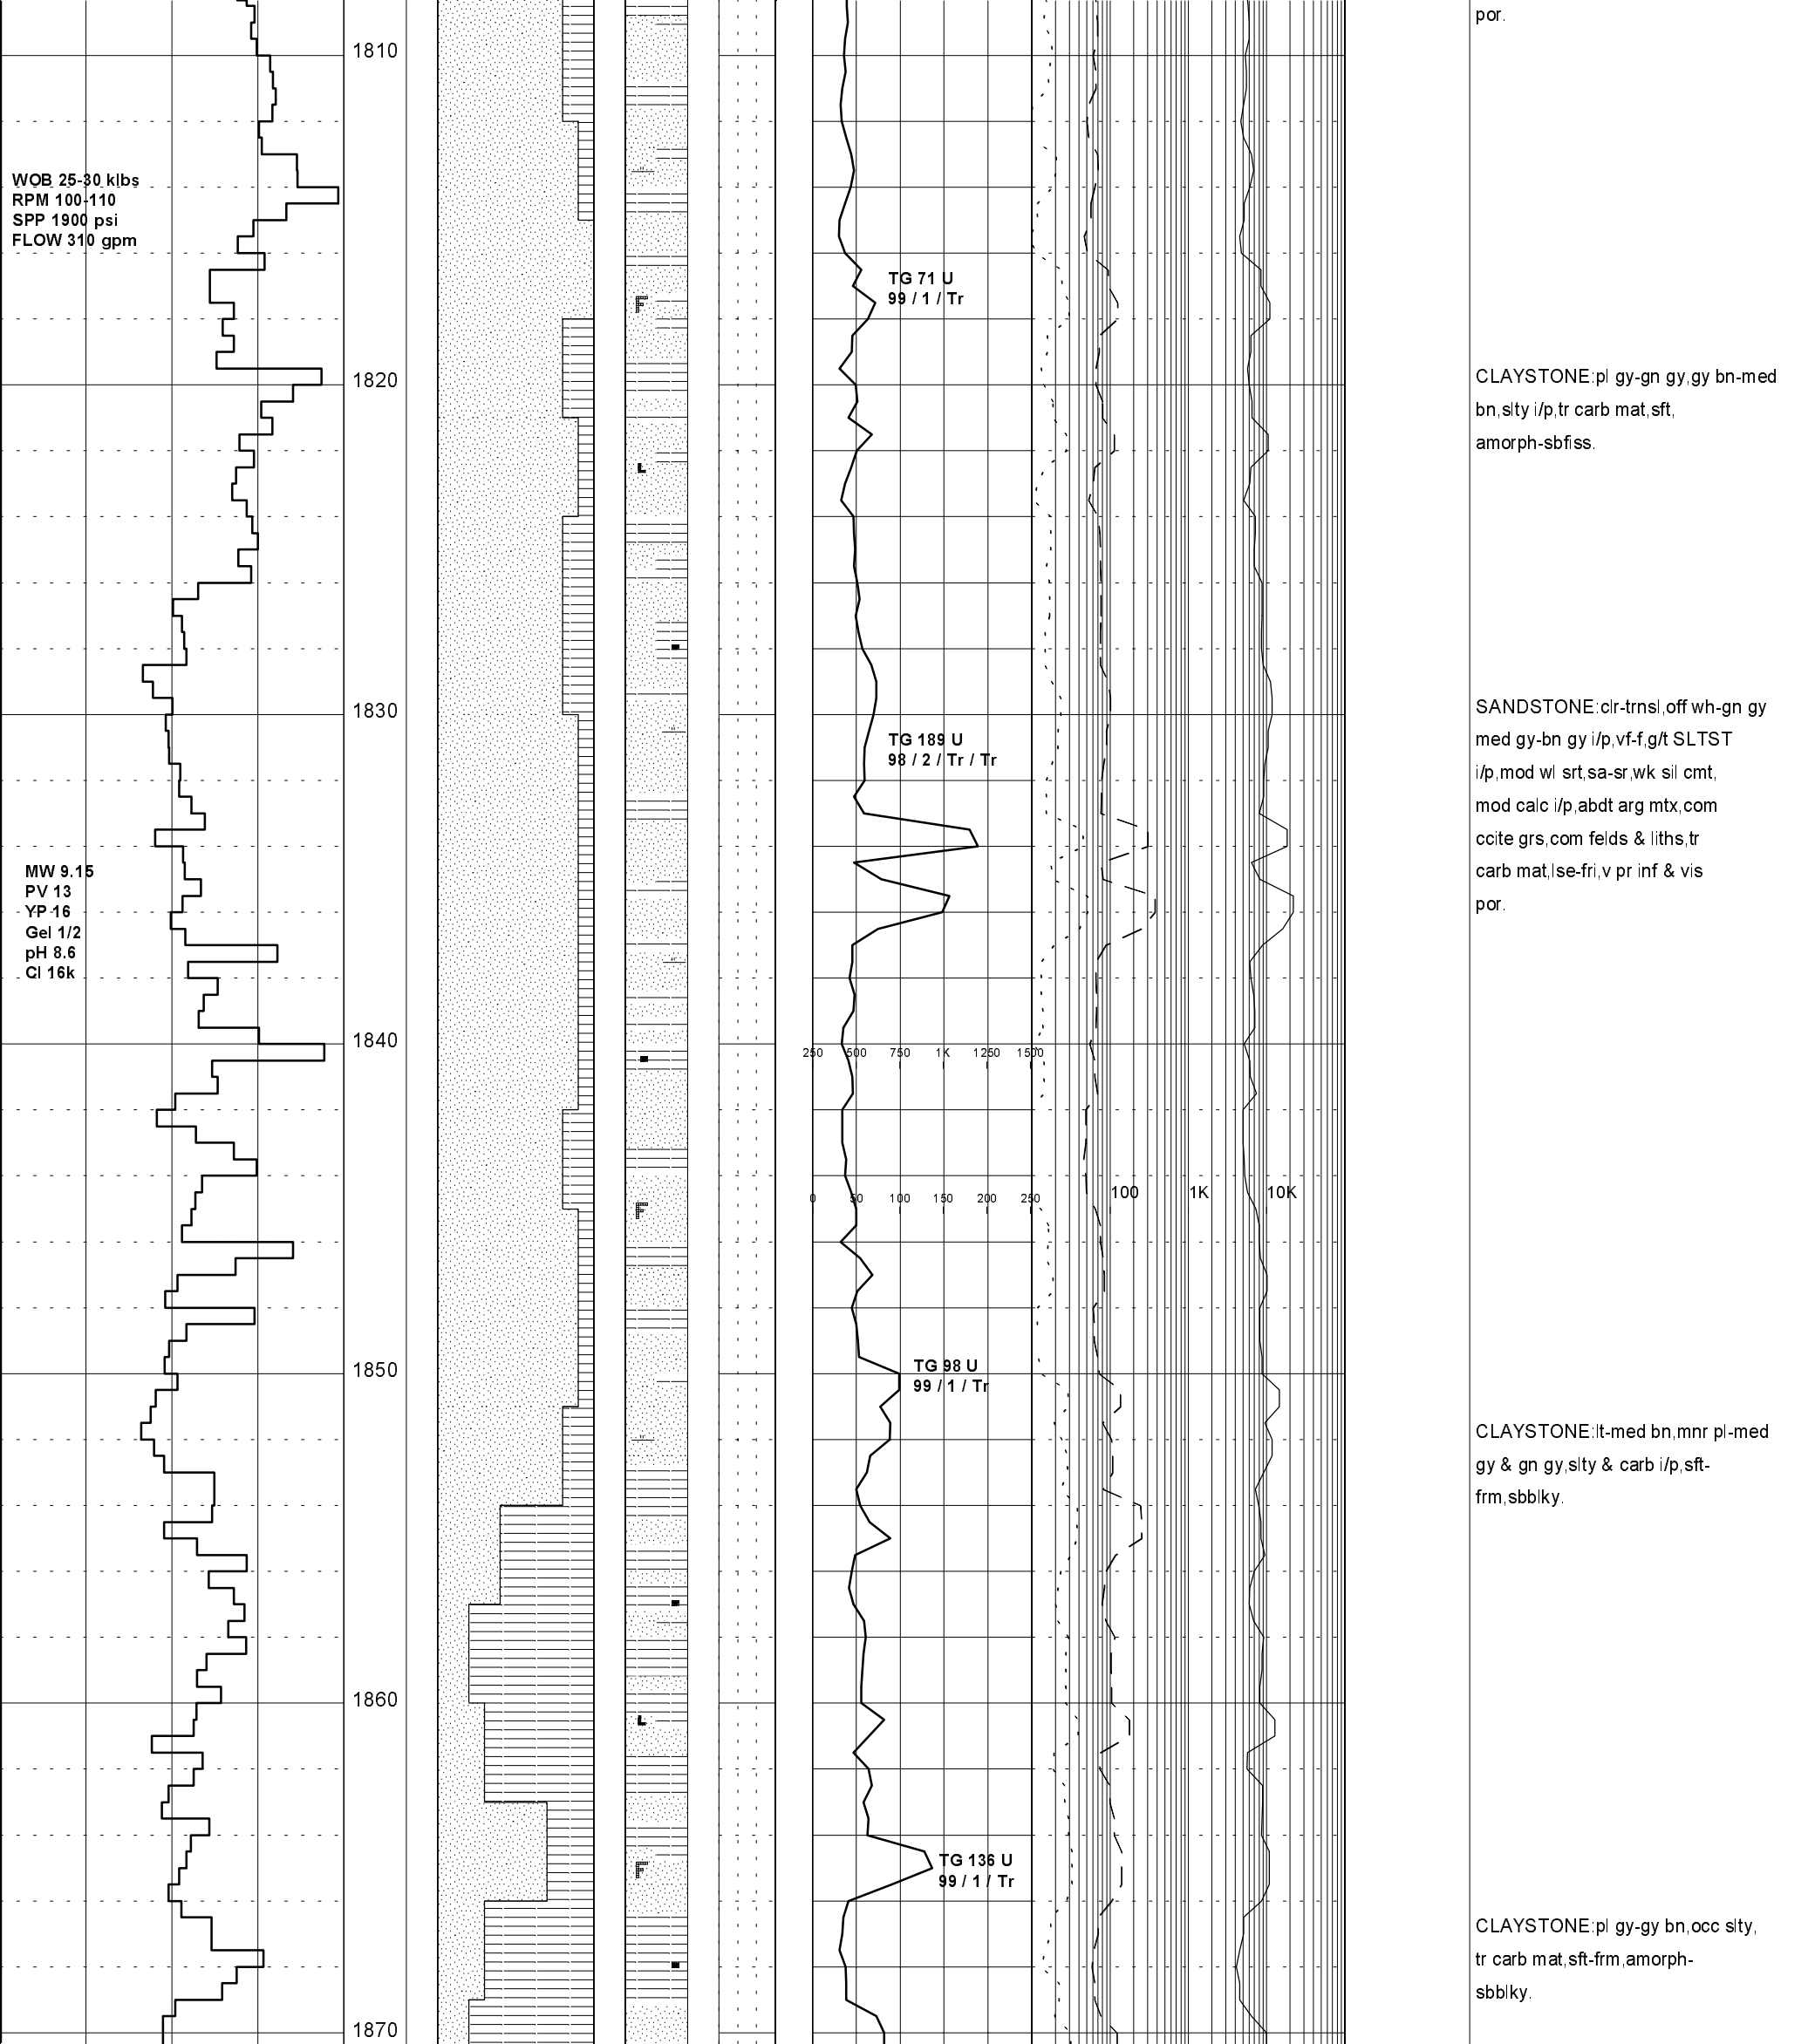 por.
1810
WOB 25-30 klbs
RPM 100-110
SPP 1900 psi
FLOW 310 gpm
TG 71 U
99 / 1 / Tr
F
1820
CLAYSTONE:pl gy-gn gy,gy bn-med
bn,slty i/p,tr carb mat,sft,
amorph-sbfiss.
L
1830
SANDSTONE:clr-trnsl,off wh-gn gy
med gy-bn gy i/p,vf-f,g/t SLTST
i/p,mod wl srt,sa-sr,wk sil cmt,
mod calc i/p,abdt arg mtx,com
ccite grs,com felds & liths,tr
carb mat,lse-fri,v pr inf & vis
por.
TG 189 U
98 / 2 / Tr / Tr
MW 9.15
PV 13
YP 16
Gel 1/2
pH 8.6
Cl 16k
1840
250 500 750 1K 1250 1500
0 50 100 150 200 250
100 1K 10K
F
1850
TG 98 U
99 / 1 / Tr
CLAYSTONE:lt-med bn,mnr pl-med
gy & gn gy,slty & carb i/p,sft-
frm,sbblky.
1860
L
TG 136 U
99 / 1 / Tr
F
CLAYSTONE:pl gy-gy bn,occ slty,
tr carb mat,sft-frm,amorph-
sbblky.
1870